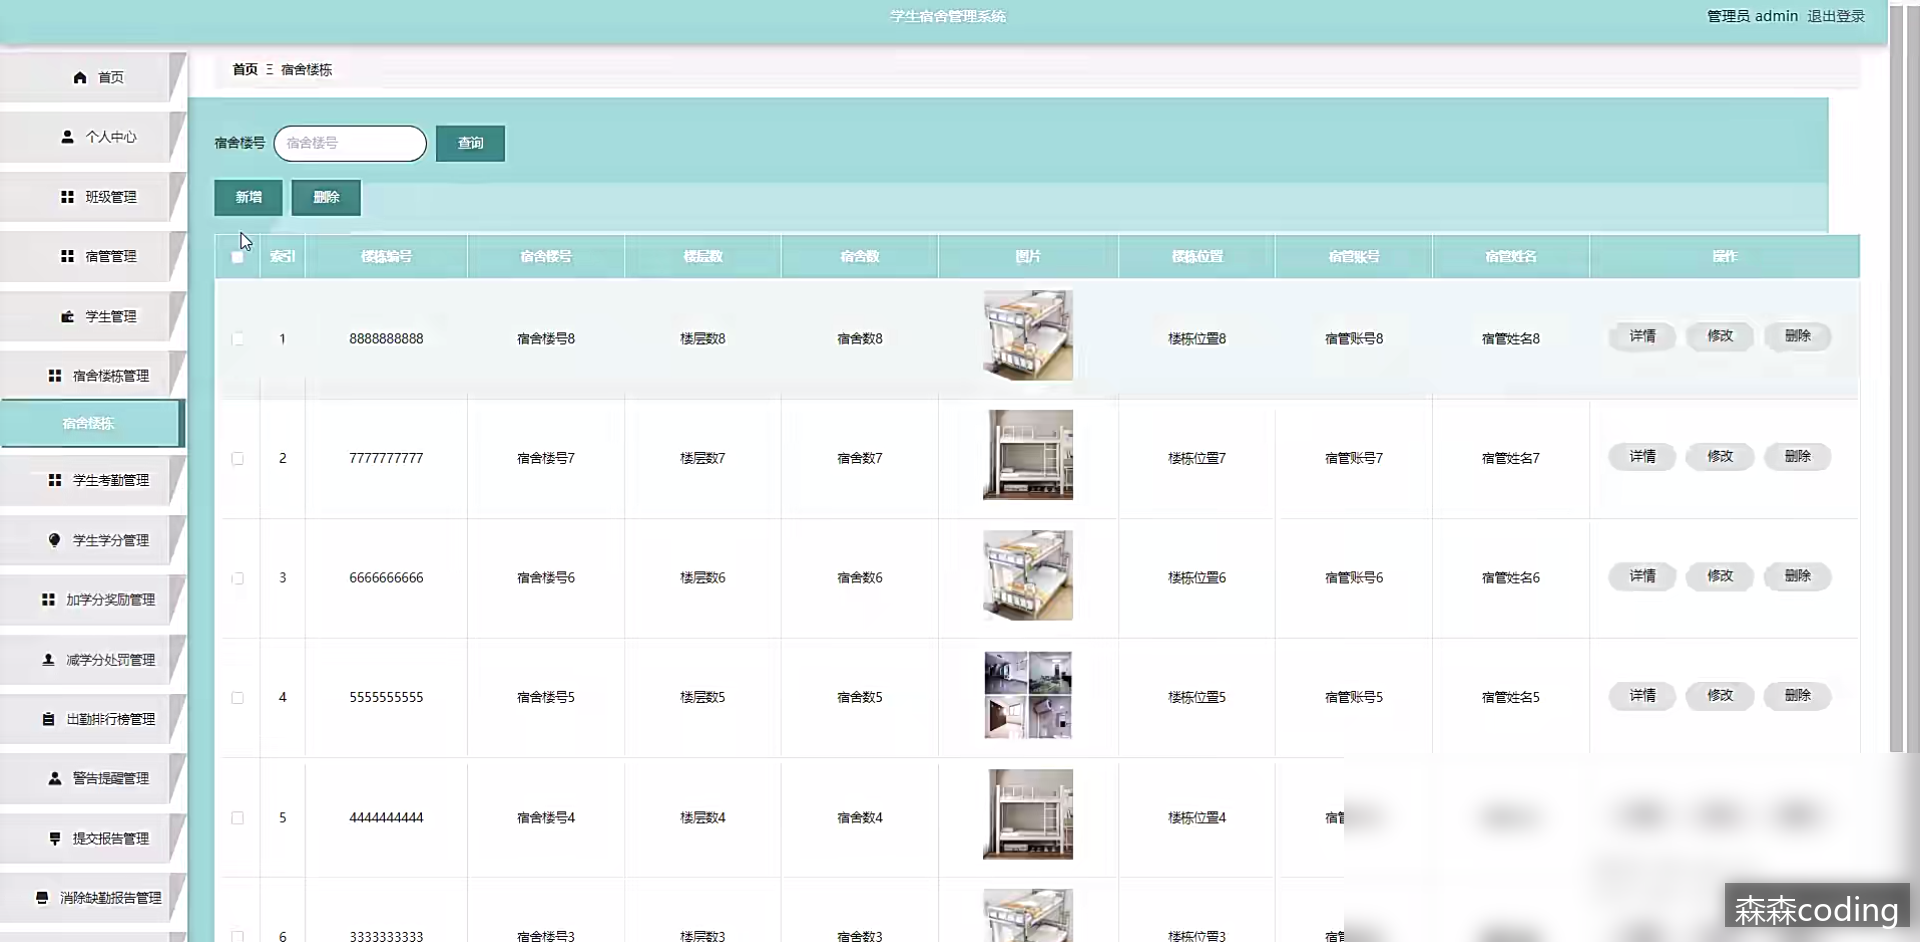 学生宿舍管理系统
管理员 admin 退出登录
首页
个人中心
班级管理
宿管管理
学生管理
宿舍楼栋管理
宿舍楼栋
学生考勤管理
学生学分管理
加学分奖励管理
减学分处罚管理
出勤排行榜管理
警告提醒管理
提交报告管理
消除缺勤报告管理
首页 Ξ 宿舍楼栋
宿舍楼号 宿舍楼号 查询
新增 删除
索引 楼栋编号 宿舍楼号 楼层数 宿舍数 图片 楼栋位置 宿管账号 宿管姓名 操作
1 8888888888 宿舍楼号8 楼层数8 宿舍数8 楼栋位置8 宿管账号8 宿管姓名8 详情 修改 删除
2 7777777777 宿舍楼号7 楼层数7 宿舍数7 楼栋位置7 宿管账号7 宿管姓名7 详情 修改 删除
3 6666666666 宿舍楼号6 楼层数6 宿舍数6 楼栋位置6 宿管账号6 宿管姓名6 详情 修改 删除
4 5555555555 宿舍楼号5 楼层数5 宿舍数5 楼栋位置5 宿管账号5 宿管姓名5 详情 修改 删除
5 4444444444 宿舍楼号4 楼层数4 宿舍数4 楼栋位置4 宿管
6 3333333333 宿舍楼号3 楼层数3 宿舍数3 楼栋位置3 宿管
森森coding